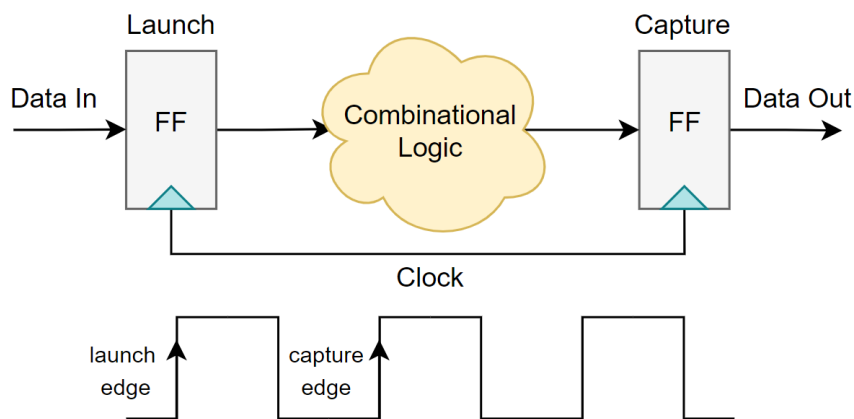 Launch
Capture
Data In
FF
Combinational
Logic
FF
Data Out
Clock
launch
edge
capture
edge